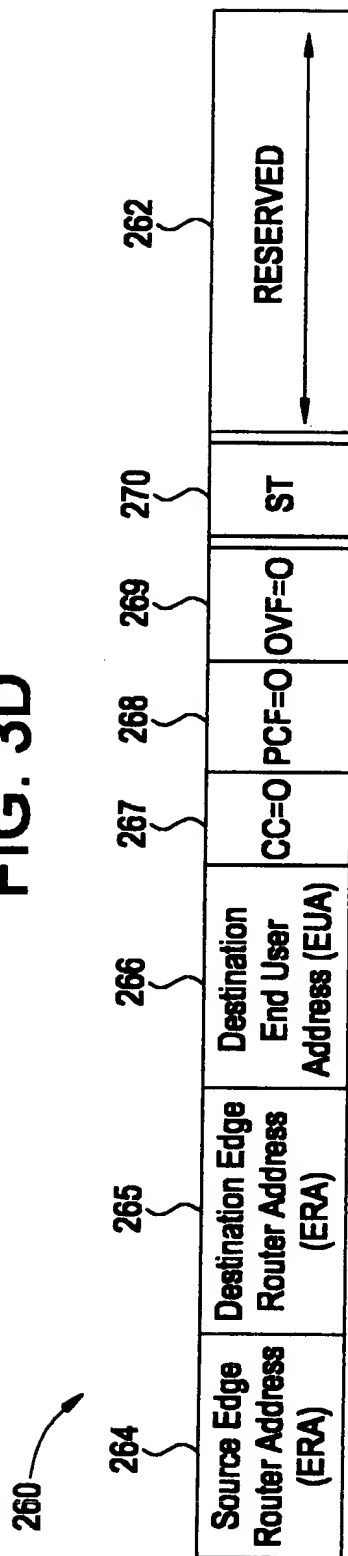 FIG. 3D
260
264
265
266
267
268
269
270
262
Source Edge
Router Address
(ERA)
Destination Edge
Router Address
(ERA)
Destination
End User
Address (EUA)
CC=O
PCF=O
OVF=O
ST
RESERVED